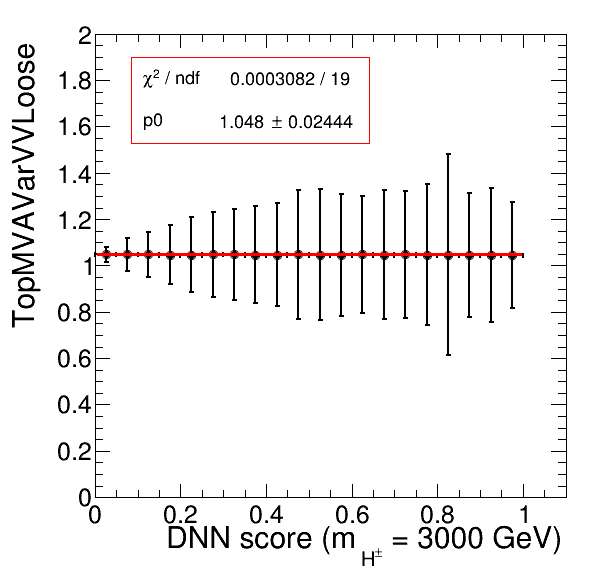 TopMVAVarVVLoose
2
1.8
1.6
1.4
1.2
1
0.8
0.6
0.4
0.2
0
χ² / ndf 0.0003082 / 19
p0 1.048 ± 0.02444
0 0.2 0.4 0.6 0.8 1
DNN score (m_H± = 3000 GeV)